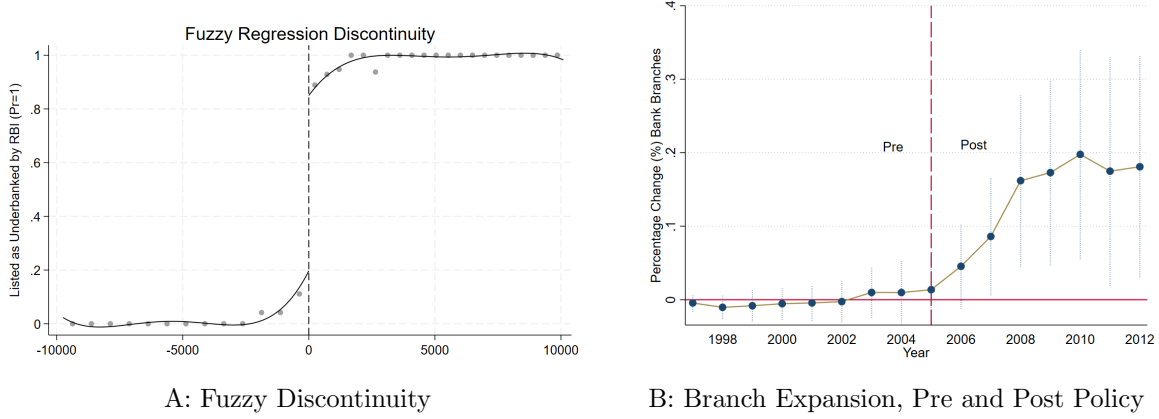 Fuzzy Regression Discontinuity
Listed as Underbanked by RBI (Pr=1)
1
.8
.6
.4
.2
0
-10000 -5000 0 5000 10000
A: Fuzzy Discontinuity
Percentage Change (%) Bank Branches
.4
.3
.2
.1
0
Pre Post
1998 2000 2002 2004 2006 2008 2010 2012
Year
B: Branch Expansion, Pre and Post Policy